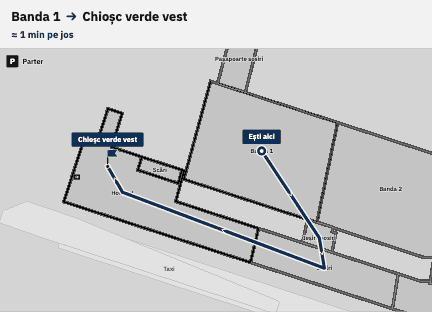 Banda 1 → Chioșc verde vest
≈ 1 min pe jos
P Parter
Pașapoarte sosiri
Chioșc verde vest
Ești aici
Scări
Banda 2
Taxi